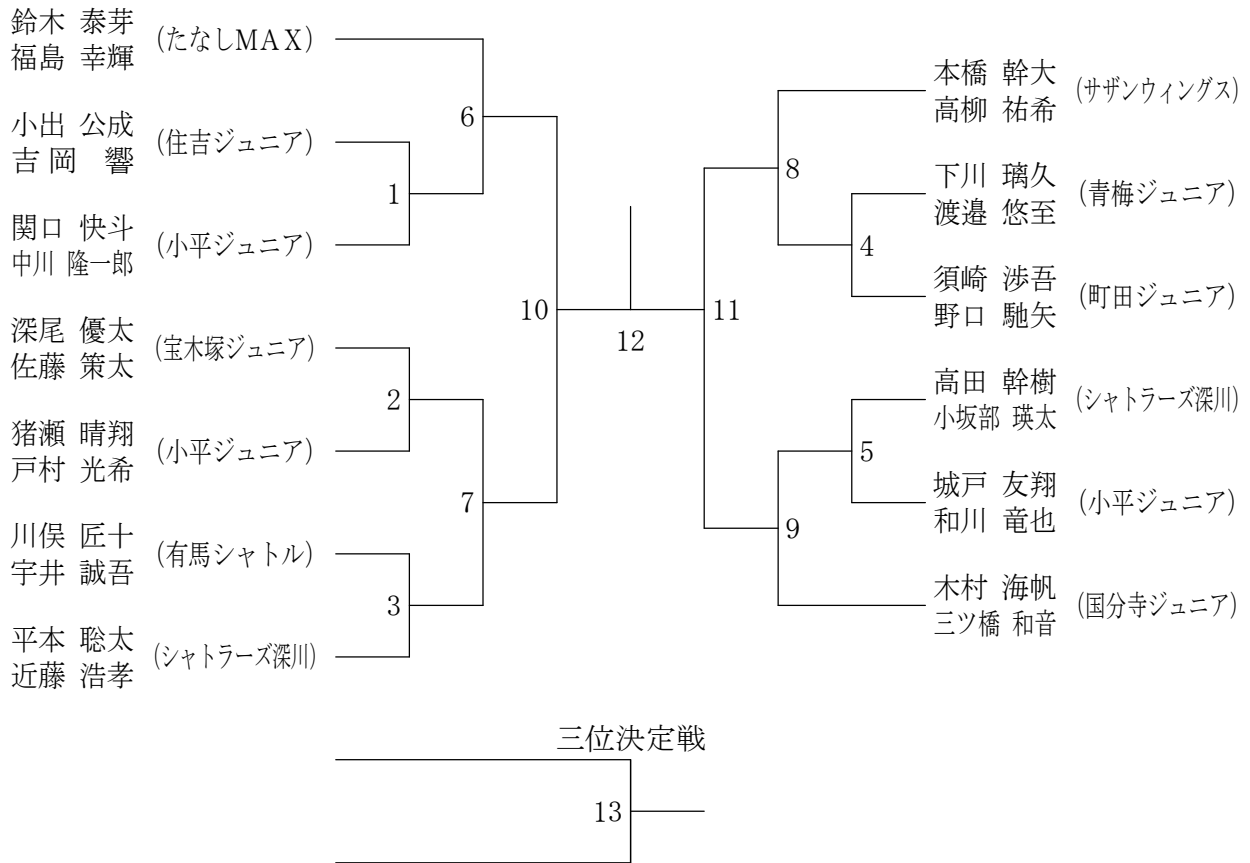 鈴木 泰芽
福島 幸輝
(たなしMAX)
小出 公成
吉岡 響
(住吉ジュニア)
関口 快斗
中川 隆一郎
(小平ジュニア)
深尾 優太
佐藤 策太
(宝木塚ジュニア)
猪瀬 晴翔
戸村 光希
(小平ジュニア)
川俣 匠十
宇井 誠吾
(有馬シャトル)
平本 聡太
近藤 浩孝
(シャトラーズ深川)
1
2
3
6
7
10
12
11
8
4
5
9
本橋 幹大
高柳 祐希
(サザンウィングス)
下川 璃久
渡邉 悠至
(青梅ジュニア)
須崎 渉吾
野口 馳矢
(町田ジュニア)
高田 幹樹
小坂部 瑛太
(シャトラーズ深川)
城戸 友翔
和川 竜也
(小平ジュニア)
木村 海帆
三ツ橋 和音
(国分寺ジュニア)
三位決定戦
13